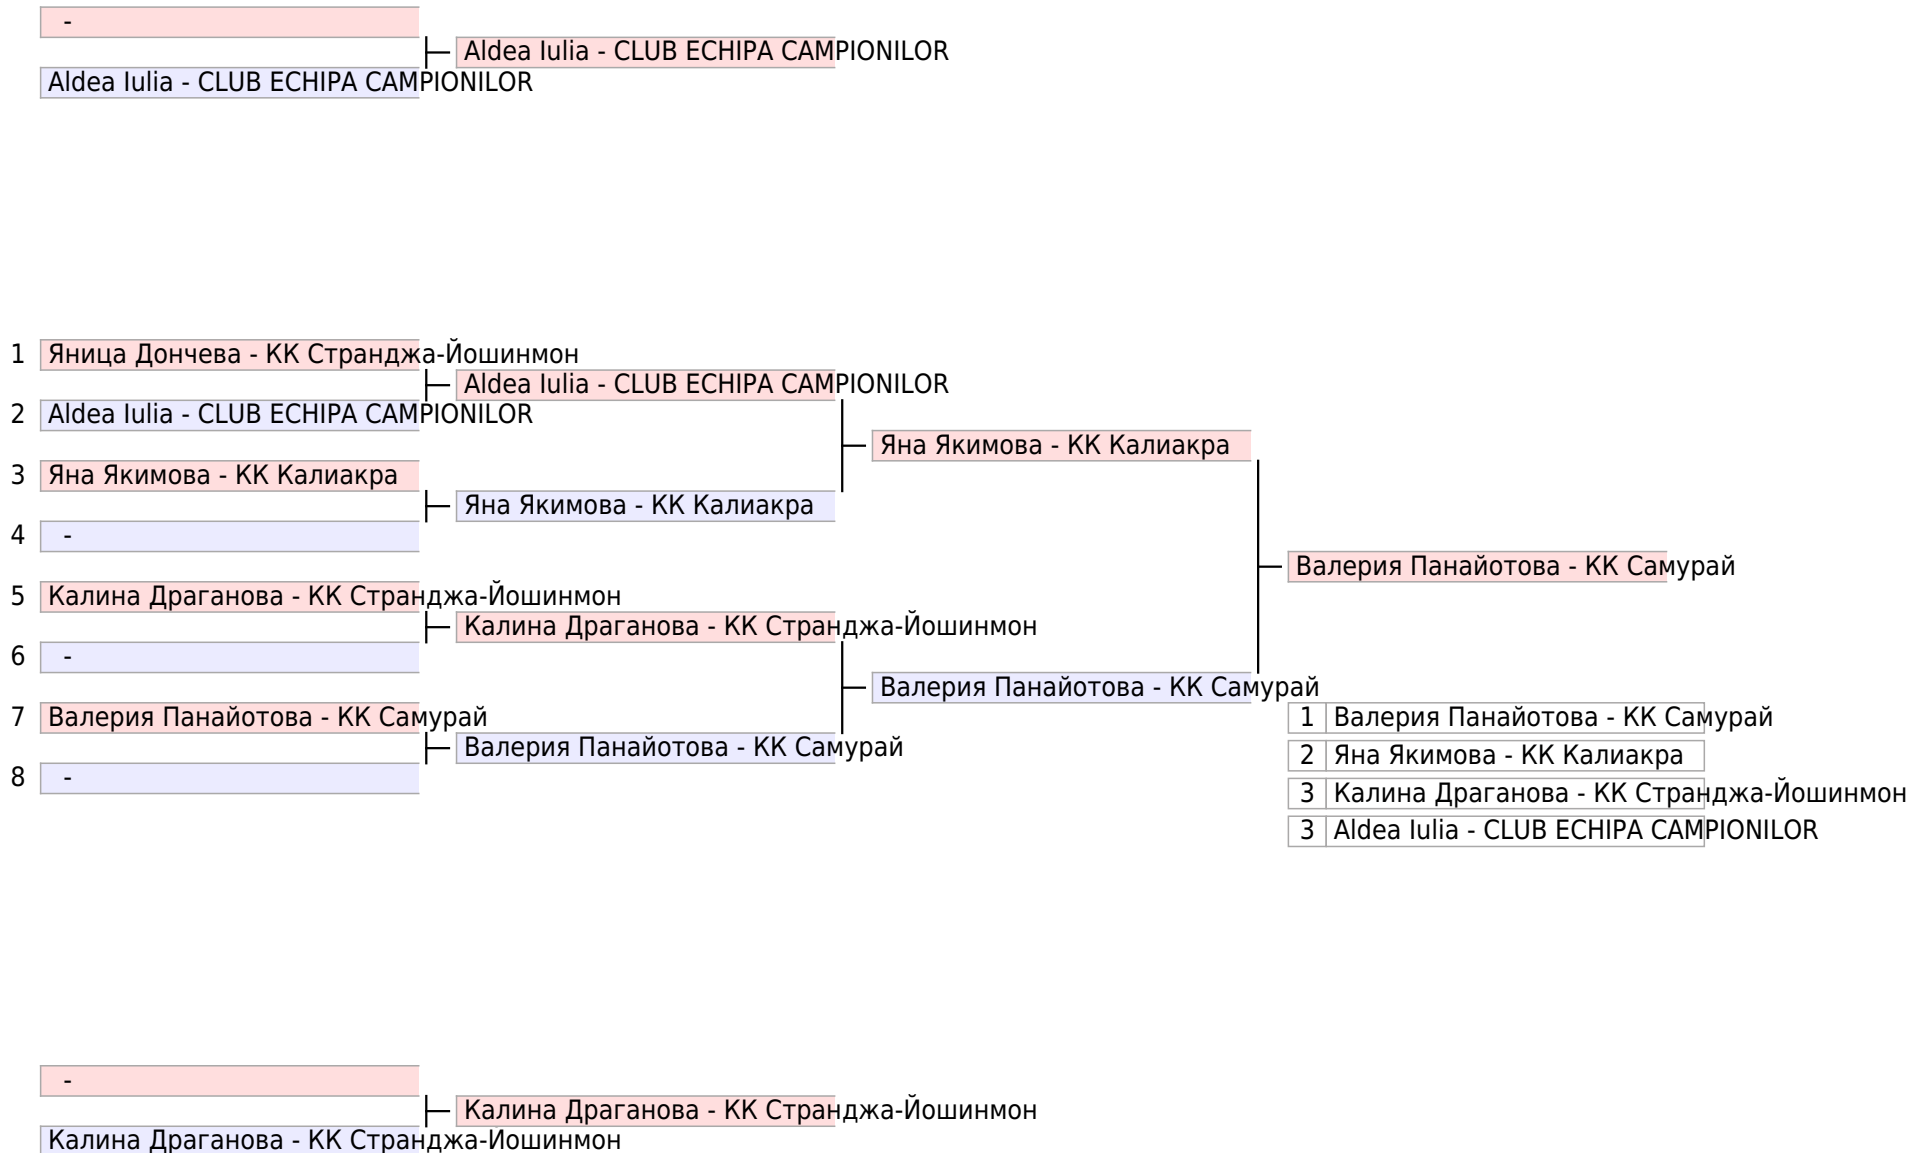 -
Aldea Iulia - CLUB ECHIPA CAMPIONILOR
Aldea Iulia - CLUB ECHIPA CAMPIONILOR
1 Яница Дончева - КК Странджа-Йошинмон
Aldea Iulia - CLUB ECHIPA CAMPIONILOR
2 Aldea Iulia - CLUB ECHIPA CAMPIONILOR
Яна Якимова - КК Калиакра
3 Яна Якимова - КК Калиакра
Яна Якимова - КК Калиакра
4 -
Валерия Панайотова - КК Самурай
5 Калина Драганова - КК Странджа-Йошинмон
Калина Драганова - КК Странджа-Йошинмон
6 -
Валерия Панайотова - КК Самурай
7 Валерия Панайотова - КК Самурай
1 Валерия Панайотова - КК Самурай
Валерия Панайотова - КК Самурай
2 Яна Якимова - КК Калиакра
8 -
3 Калина Драганова - КК Странджа-Йошинмон
3 Aldea Iulia - CLUB ECHIPA CAMPIONILOR
-
Калина Драганова - КК Странджа-Йошинмон
Калина Драганова - КК Странджа-Йошинмон